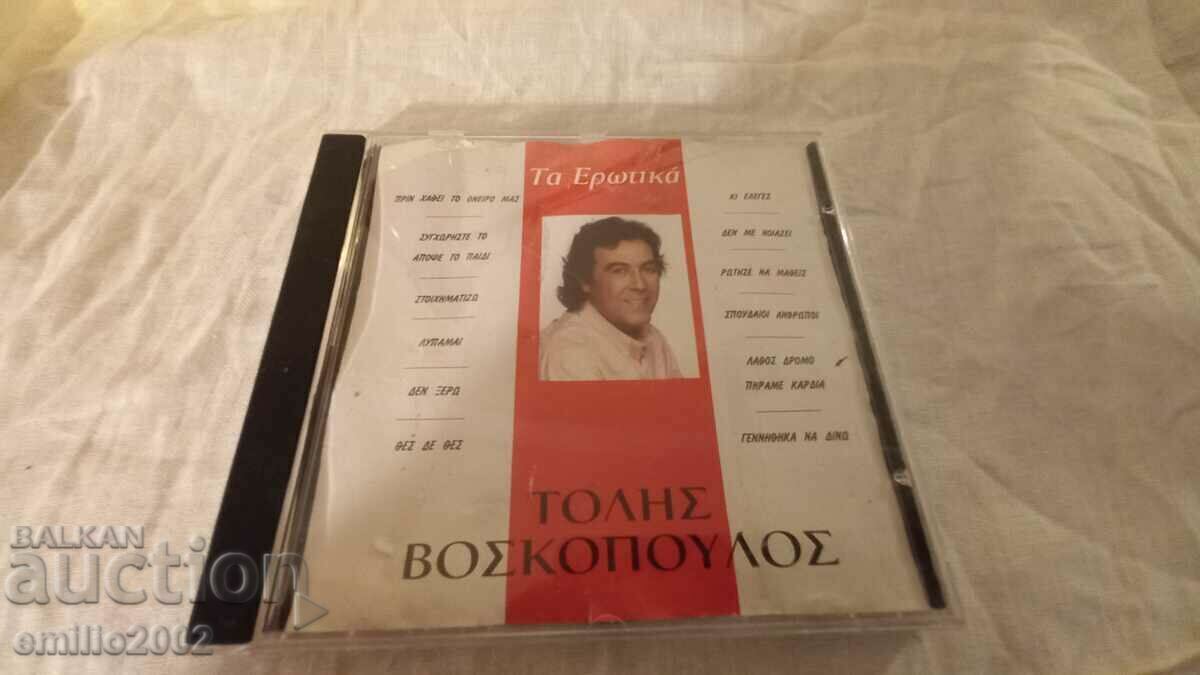 Τα Ερωτικά
ΠΡΙΝ ΧΑΘΕΙ ΤΟ ΟΝΕΙΡΟ ΜΑΣ
ΣΥΓΧΩΡΗΣΤΕ ΤΟ
ΑΠΟΨΕ ΤΟ ΠΑΙΔΙ
ΣΤΟΙΧΗΜΑΤΙΖΩ
ΛΥΠΑΜΑΙ
ΔΕΝ ΞΕΡΩ
ΘΕΣ ΔΕ ΘΕΣ
ΚΙ ΕΛΕΓΕΣ
ΔΕΝ ΜΕ ΝΟΙΑΖΕΙ
ΡΩΤΗΣΕ ΝΑ ΜΑΘΕΙΣ
ΣΠΟΥΔΑΙΟΙ ΑΝΘΡΩΠΟΙ
ΛΑΘΟΣ ΔΡΟΜΟ
ΠΗΡΑΜΕ ΚΑΡΔΙΑ
ΓΕΝΝΗΘΗΚΑ ΝΑ ΔΙΝΩ
ΤΟΛΗΣ
ΒΟΣΚΟΠΟΥΛΟΣ
BALKAN
auction
emilio2002